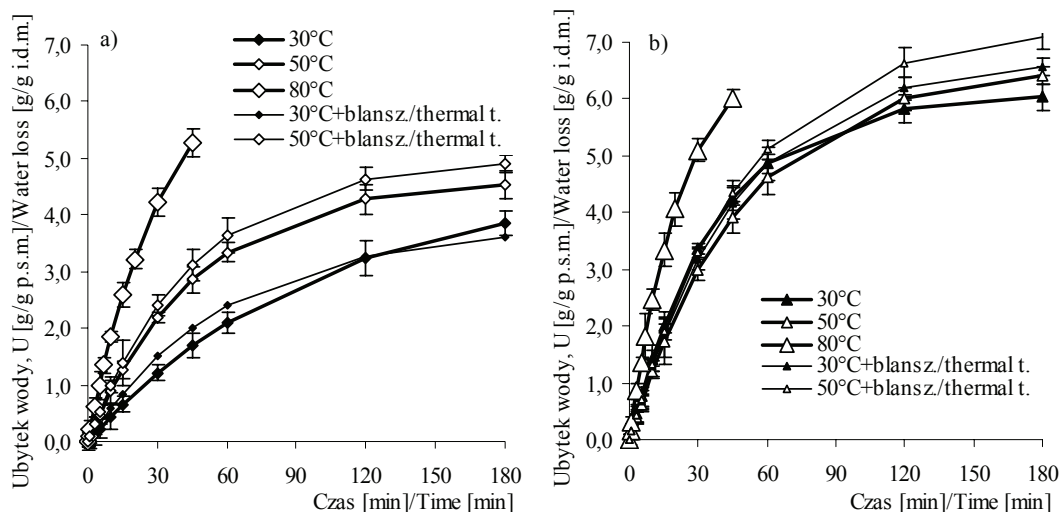 Ubytek wody, U [g/g p.s.m.]/Water loss [g/g i.d.m.]
a)
7,0
6,0
5,0
4,0
3,0
2,0
1,0
0,0
30°C
50°C
80°C
30°C+blansz./thermal t.
50°C+blansz./thermal t.
0 30 60 90 120 150 180
Czas [min]/Time [min]
Ubytek wody, U [g/g p.s.m.]/Water loss [g/g i.d.m.]
b)
7,0
6,0
5,0
4,0
3,0
2,0
1,0
0,0
30°C
50°C
80°C
30°C+blansz./thermal t.
50°C+blansz./thermal t.
0 30 60 90 120 150 180
Czas [min]/Time [min]